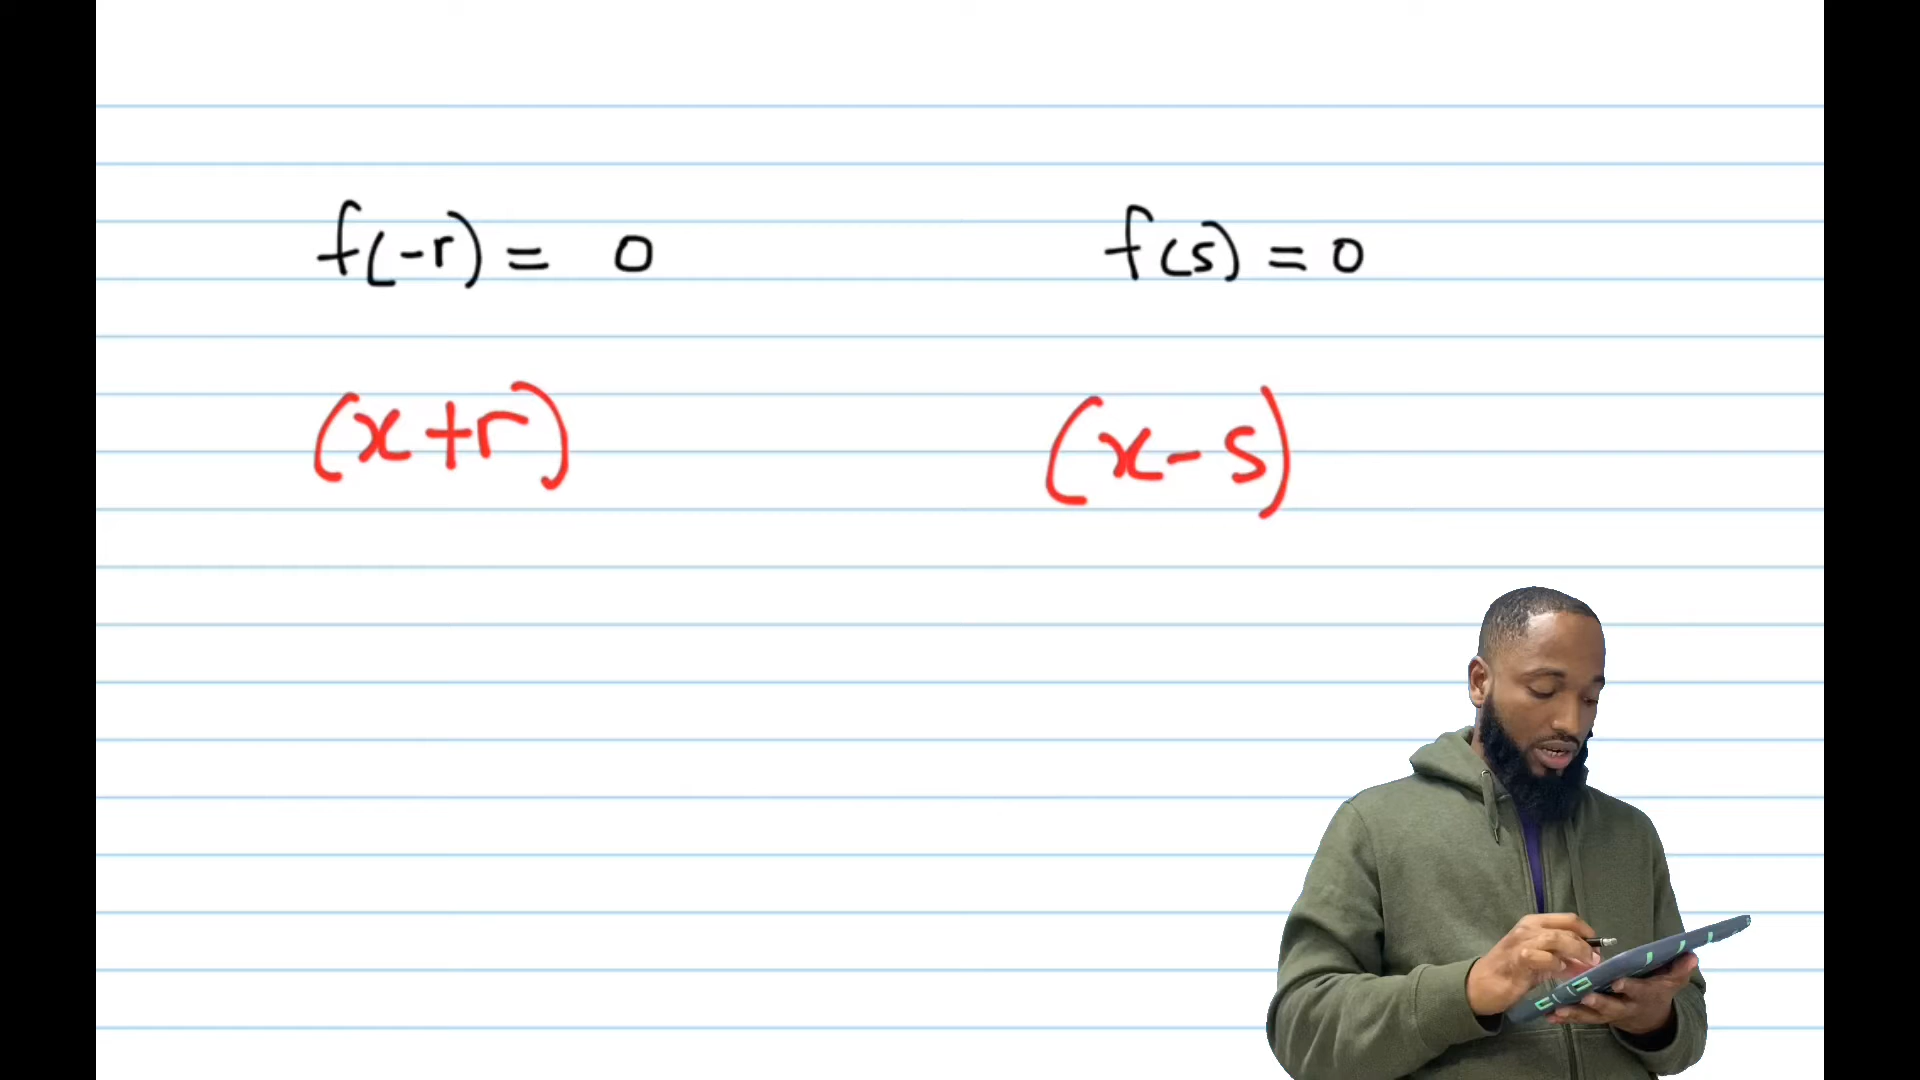 f(-r) = 0
f(s) = 0
(x+r)
(x-s)